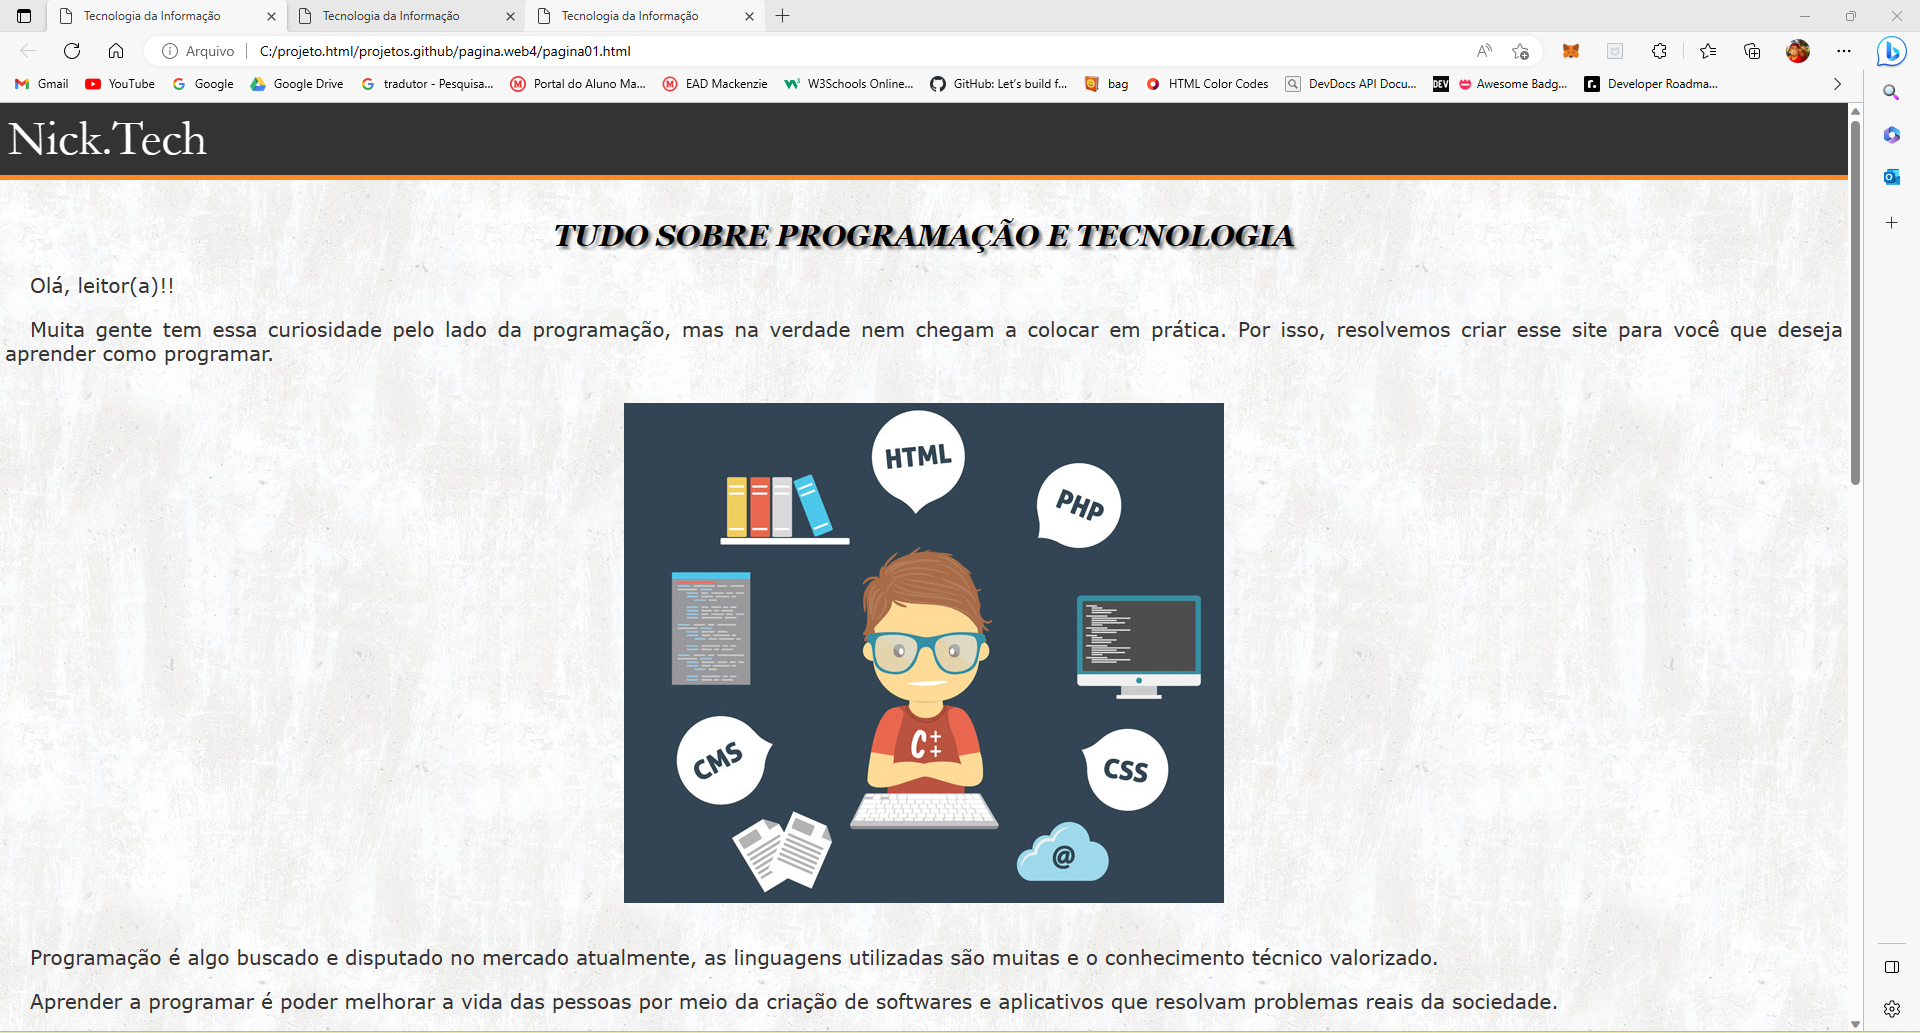 Tecnologia da Informação
Tecnologia da Informação
Tecnologia da Informação
Arquivo
C:/projeto.html/projetos.github/pagina.web4/pagina01.html
Gmail
YouTube
Google
Google Drive
tradutor - Pesquisa...
Portal do Aluno Ma...
EAD Mackenzie
W3Schools Online...
GitHub: Let's build f...
bag
HTML Color Codes
DevDocs API Docu...
DEV
Awesome Badg...
Developer Roadma...
Nick.Tech
TUDO SOBRE PROGRAMAÇÃO E TECNOLOGIA
Olá, leitor(a)!!
Muita gente tem essa curiosidade pelo lado da programação, mas na verdade nem chegam a colocar em prática. Por isso, resolvemos criar esse site para você que deseja
aprender como programar.
HTML
PHP
C++
CMS
CSS
@
Programação é algo buscado e disputado no mercado atualmente, as linguagens utilizadas são muitas e o conhecimento técnico valorizado.
Aprender a programar é poder melhorar a vida das pessoas por meio da criação de softwares e aplicativos que resolvam problemas reais da sociedade.